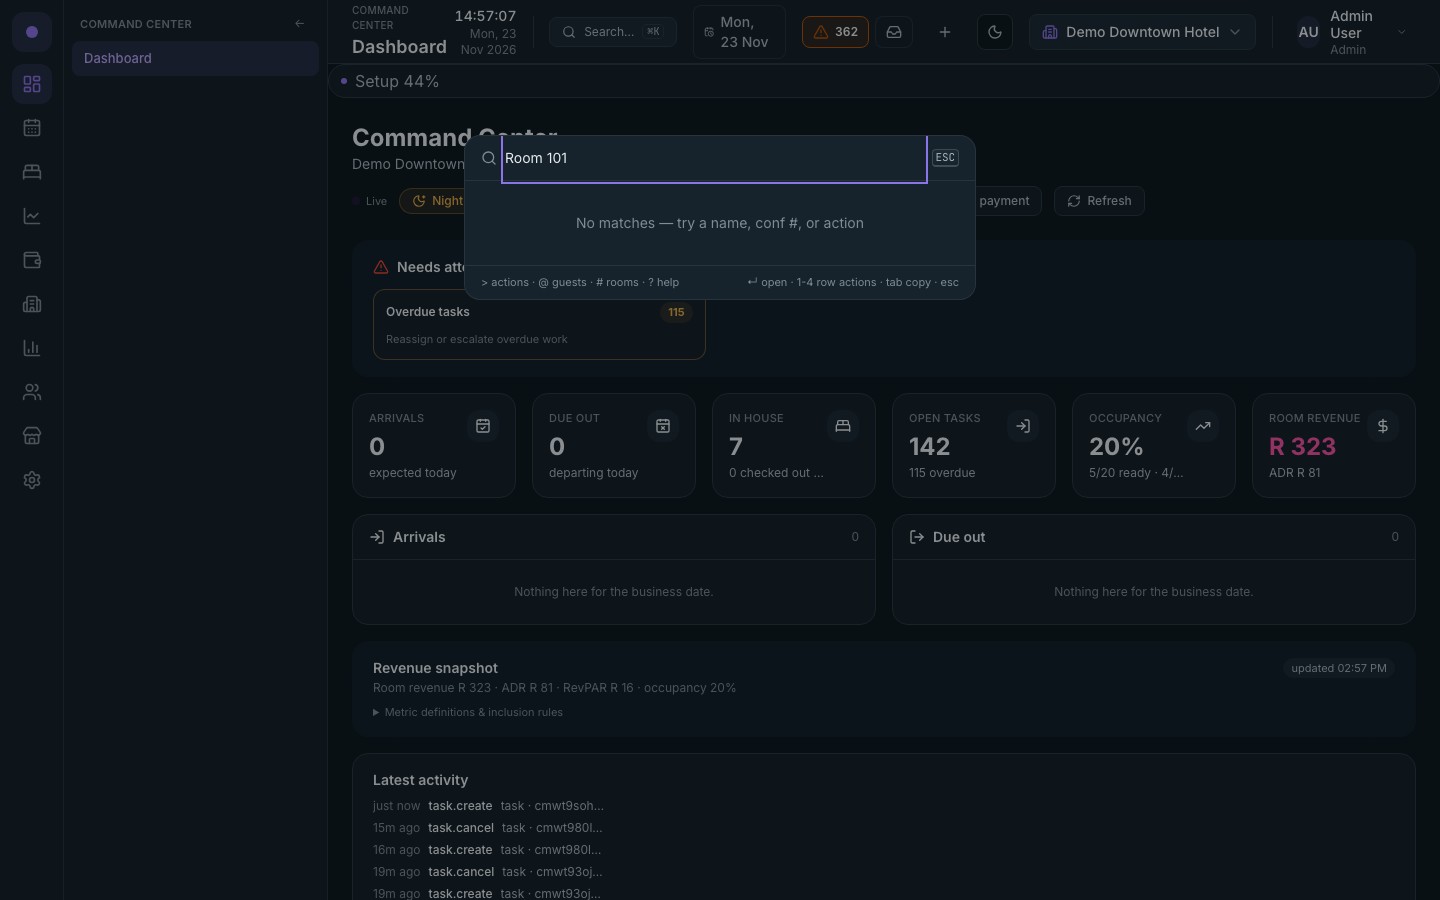 COMMAND CENTER
Dashboard
COMMAND CENTER
Dashboard
14:57:07
Mon, 23 Nov 2026
Search... ⌘K
Mon, 23 Nov
362
Demo Downtown Hotel
AU
Admin User
Admin
Setup 44%
Command Center
Demo Downtown
Live
Night
payment
Refresh
Room 101
ESC
No matches — try a name, conf #, or action
> actions · @ guests · # rooms · ? help
↵ open · 1-4 row actions · tab copy · esc
Needs atte
Overdue tasks
115
Reassign or escalate overdue work
ARRIVALS
0
expected today
DUE OUT
0
departing today
IN HOUSE
7
0 checked out ...
OPEN TASKS
142
115 overdue
OCCUPANCY
20%
5/20 ready · 4/...
ROOM REVENUE
R 323
ADR R 81
Arrivals
0
Nothing here for the business date.
Due out
0
Nothing here for the business date.
Revenue snapshot
updated 02:57 PM
Room revenue R 323 · ADR R 81 · RevPAR R 16 · occupancy 20%
Metric definitions & inclusion rules
Latest activity
just now task.create task · cmwt9soh...
15m ago task.cancel task · cmwt980l...
16m ago task.create task · cmwt980l...
19m ago task.cancel task · cmwt93oj...
19m ago task.create task · cmwt93oj...